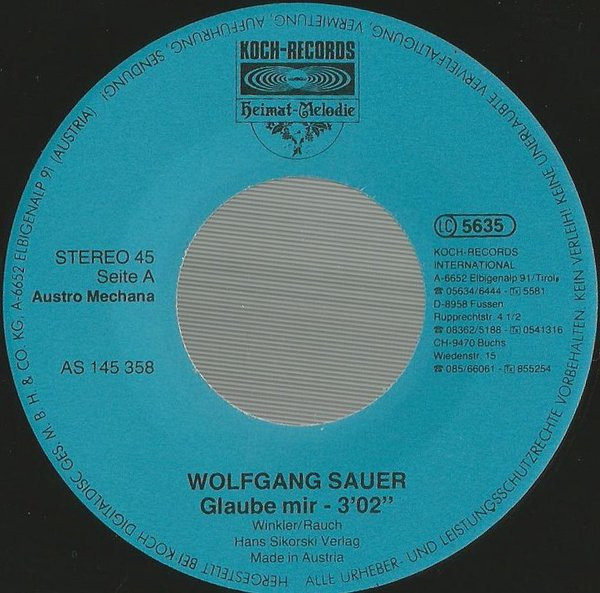 KOCH-RECORDS
Heimat-Melodie
STEREO 45
Seite A
Austro Mechana
AS 145 358
LC 5635
KOCH-RECORDS
INTERNATIONAL
A-6652 Elbigenalp 91/Tirol
☎ 05634/6444 - Tx 5581
D-8958 Füssen
Rupprechtstr. 4 1/2
☎ 08362/5188 - Tx 0541316
CH-9470 Buchs
Wiedenstr. 15
☎ 085/66061 - Tx 855254
WOLFGANG SAUER
Glaube mir - 3'02"
Winkler/Rauch
Hans Sikorski Verlag
Made in Austria
HERGESTELLT BEI KOCH DIGITALDISC GES. M. B. H. & CO. KG, A-6652 ELBIGENALP 91 (AUSTRIA)
ALLE URHEBER- UND LEISTUNGSSCHUTZRECHTE VORBEHALTEN. KEIN VERLEIH! KEINE UNERLAUBTE VERVIELFÄLTIGUNG, VERMIETUNG, AUFFÜHRUNG, SENDUNG!